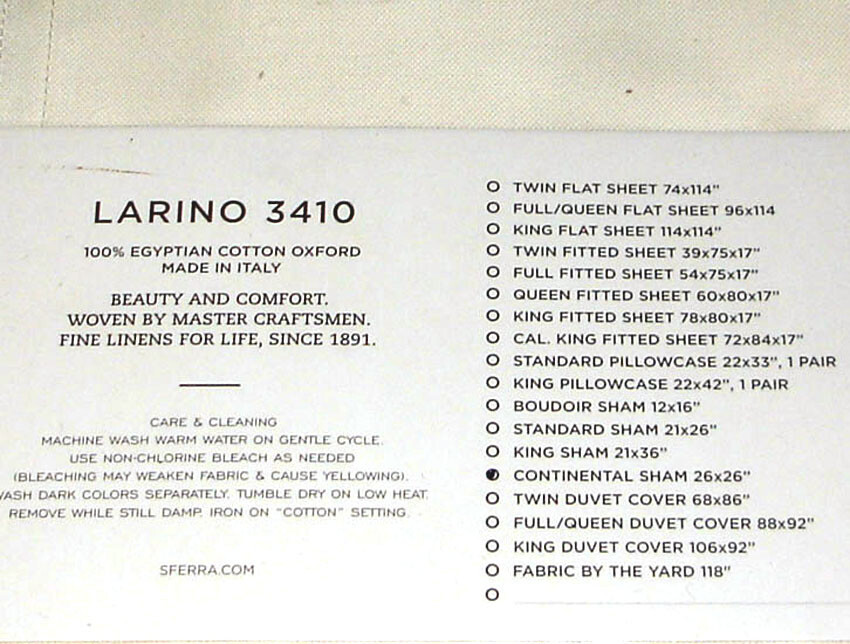 LARINO 3410
100% EGYPTIAN COTTON OXFORD
MADE IN ITALY
BEAUTY AND COMFORT.
WOVEN BY MASTER CRAFTSMEN.
FINE LINENS FOR LIFE, SINCE 1891.
CARE & CLEANING
MACHINE WASH WARM WATER ON GENTLE CYCLE.
USE NON-CHLORINE BLEACH AS NEEDED
(BLEACHING MAY WEAKEN FABRIC & CAUSE YELLOWING).
WASH DARK COLORS SEPARATELY. TUMBLE DRY ON LOW HEAT.
REMOVE WHILE STILL DAMP. IRON ON "COTTON" SETTING.
SFERRA.COM
TWIN FLAT SHEET 74x114"
FULL/QUEEN FLAT SHEET 96x114
KING FLAT SHEET 114x114"
TWIN FITTED SHEET 39x75x17"
FULL FITTED SHEET 54x75x17"
QUEEN FITTED SHEET 60x80x17"
KING FITTED SHEET 78x80x17"
CAL. KING FITTED SHEET 72x84x17"
STANDARD PILLOWCASE 22x33", 1 PAIR
KING PILLOWCASE 22x42", 1 PAIR
BOUDOIR SHAM 12x16"
STANDARD SHAM 21x26"
KING SHAM 21x36"
CONTINENTAL SHAM 26x26"
TWIN DUVET COVER 68x86"
FULL/QUEEN DUVET COVER 88x92"
KING DUVET COVER 106x92"
FABRIC BY THE YARD 118"